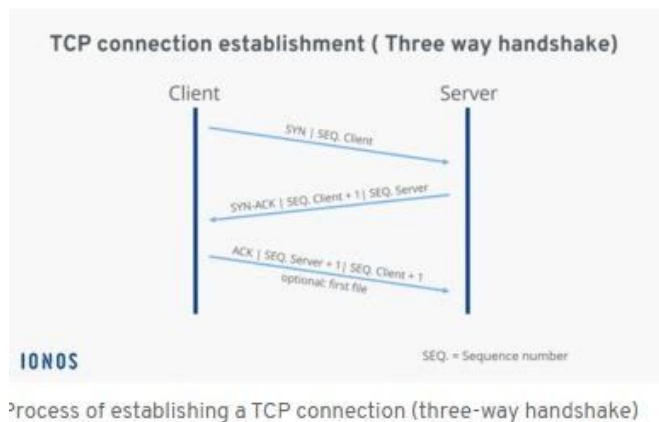 TCP connection establishment ( Three way handshake)
Client
Server
SYN | SEQ. Client
SYN-ACK | SEQ. Client + 1| SEQ. Server
ACK | SEQ. Server + 1| SEQ. Client + 1
optional: first file
IONOS
SEQ. = Sequence number
Process of establishing a TCP connection (three-way handshake)